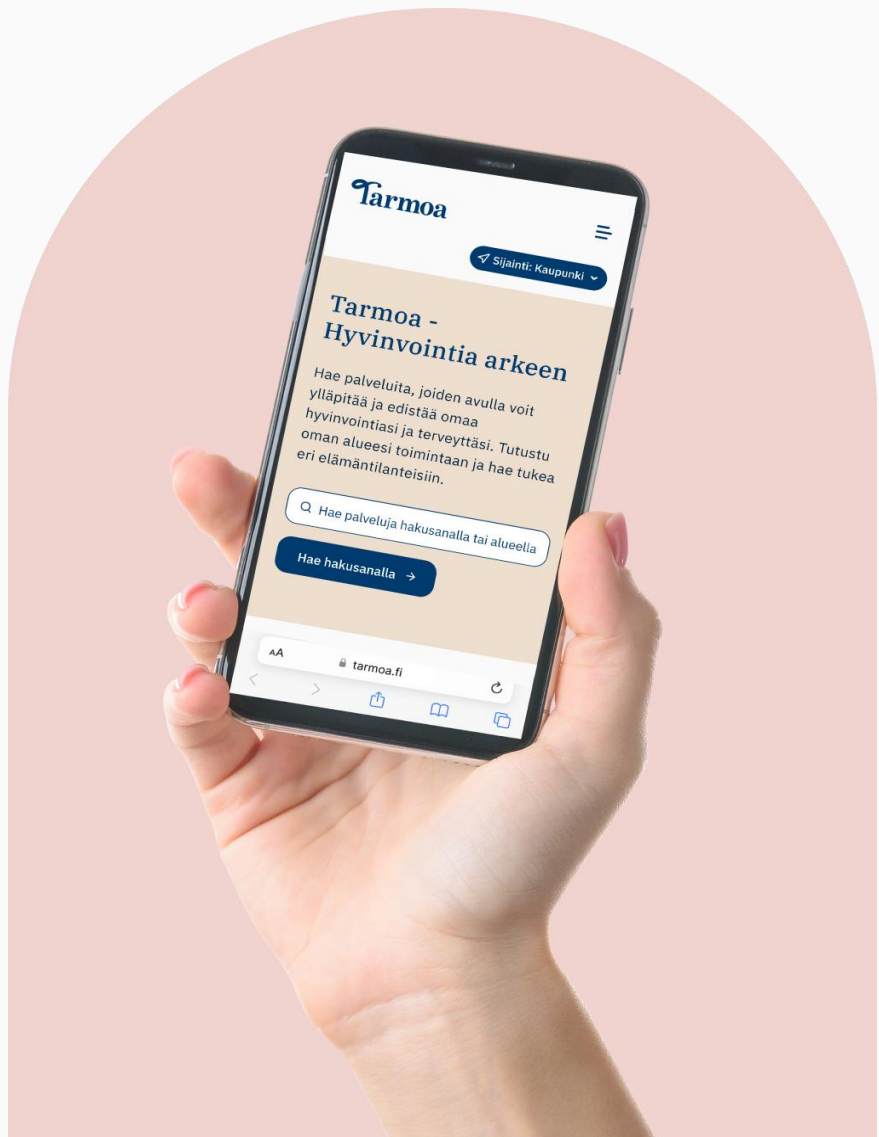 Tarmoa
Sijainti: Kaupunki
Tarmoa -
Hyvinvointia arkeen
Hae palveluita, joiden avulla voit
ylläpitää ja edistää omaa
hyvinvointiasi ja terveyttäsi. Tutustu
oman alueesi toimintaan ja hae tukea
eri elämäntilanteisiin.
Hae palveluja hakusanalla tai alueella
Hae hakusanalla →
AA
tarmoa.fi